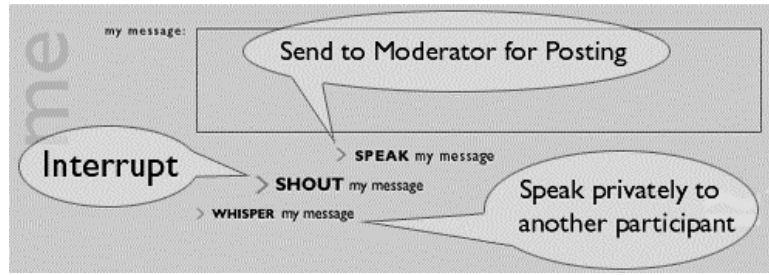 me
my message:
Send to Moderator for Posting
Interrupt
> SPEAK my message
> SHOUT my message
> WHISPER my message
Speak privately to
another participant